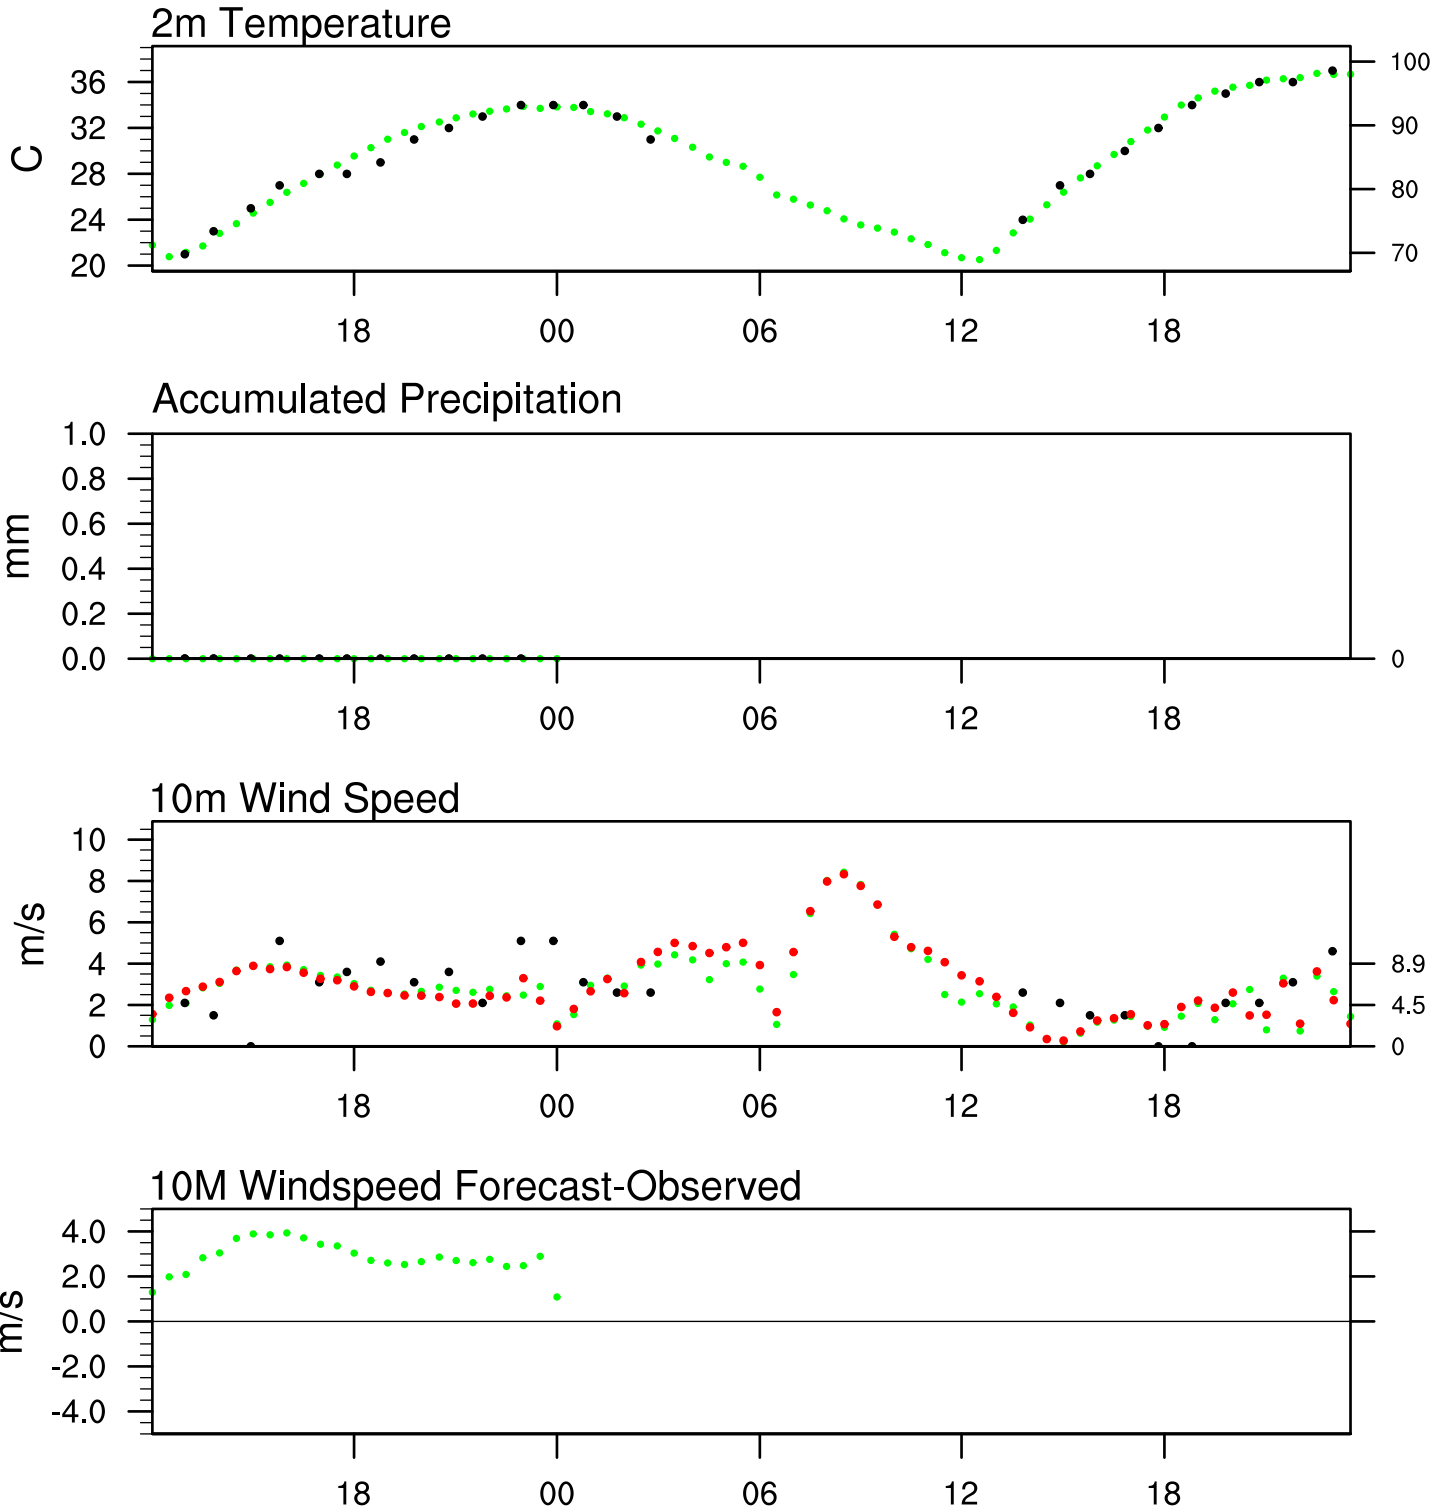 2m Temperature
36
32
28
24
20
C
100
90
80
70
18 00 06 12 18
Accumulated Precipitation
1.0
0.8
0.6
0.4
0.2
0.0
mm
0
18 00 06 12 18
10m Wind Speed
10
8
6
4
2
0
m/s
8.9
4.5
0
18 00 06 12 18
10M Windspeed Forecast-Observed
4.0
2.0
0.0
-2.0
-4.0
m/s
18 00 06 12 18